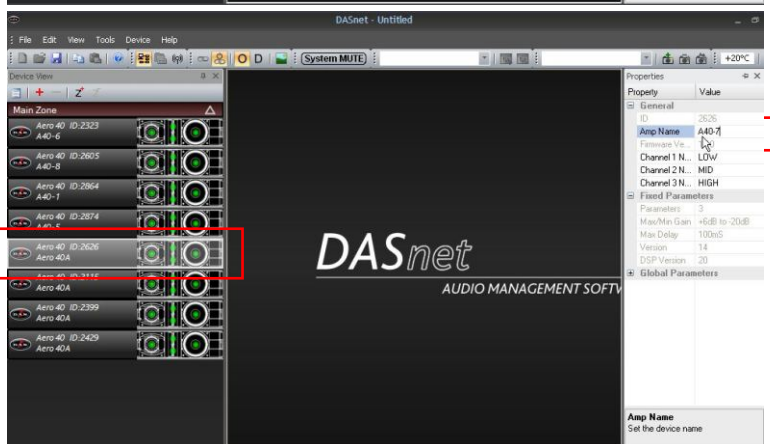 DASnet - Untitled
File Edit View Tools Device Help
O D System MUTE +20°C
Device View
+ - Z
Main Zone
Aero 40 ID:2323
A40-6
Aero 40 ID:2605
A40-8
Aero 40 ID:2864
A40-1
Aero 40 ID:2874
A40-5
Aero 40 ID:2626
Aero 40A
Aero 40A
Aero 40 ID:2399
Aero 40A
Aero 40 ID:2429
Aero 40A
DASnet
AUDIO MANAGEMENT SOFTW
Properties
Property Value
General
ID 2626
Amp Name A40-7
Firmware Ve...
Channel 1 N... LOW
Channel 2 N... MID
Channel 3 N... HIGH
Fixed Parameters
Parameters 3
Max/Min Gain +6dB to -20dB
Max Delay 100mS
Version 14
DSP Version 20
Global Parameters
Amp Name
Set the device name